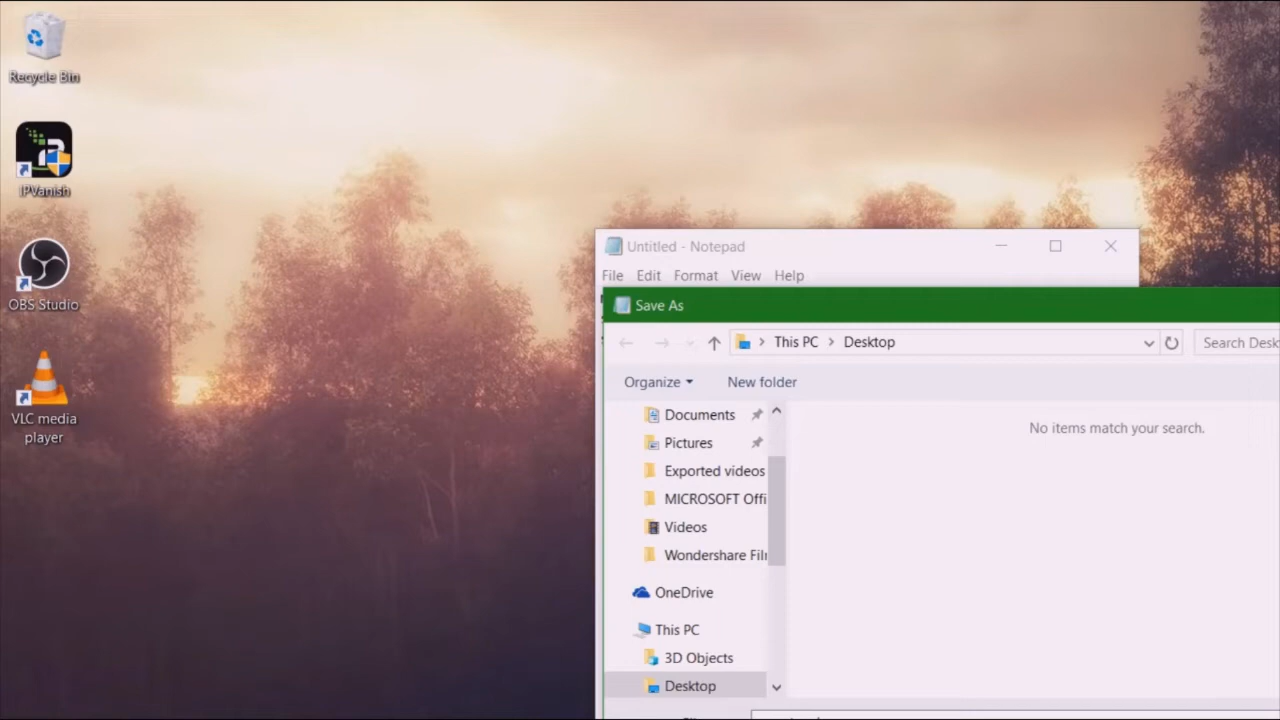 Recycle Bin
IPVanish
OBS Studio
VLC media
player
Untitled - Notepad
File Edit Format View Help
Save As
This PC > Desktop
Search Desk
Organize
New folder
Documents
Pictures
Exported videos
MICROSOFT Offi
Videos
Wondershare Fil
OneDrive
This PC
3D Objects
Desktop
No items match your search.